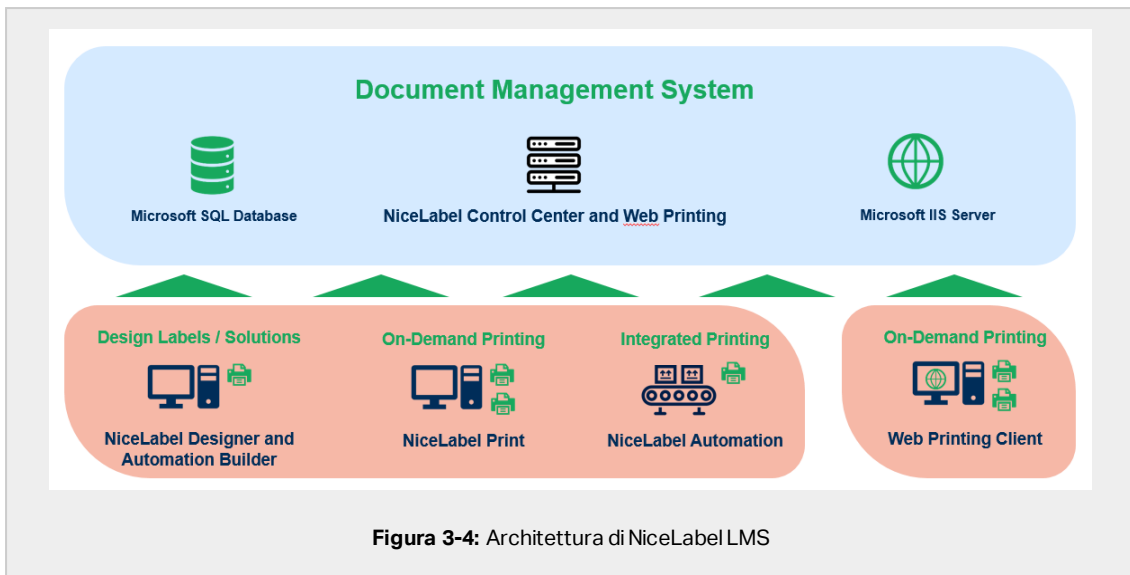 Document Management System
Microsoft SQL Database
NiceLabel Control Center and Web Printing
Microsoft IIS Server
Design Labels / Solutions
On-Demand Printing
Integrated Printing
On-Demand Printing
NiceLabel Designer and
Automation Builder
NiceLabel Print
NiceLabel Automation
Web Printing Client
Figura 3-4: Architettura di NiceLabel LMS